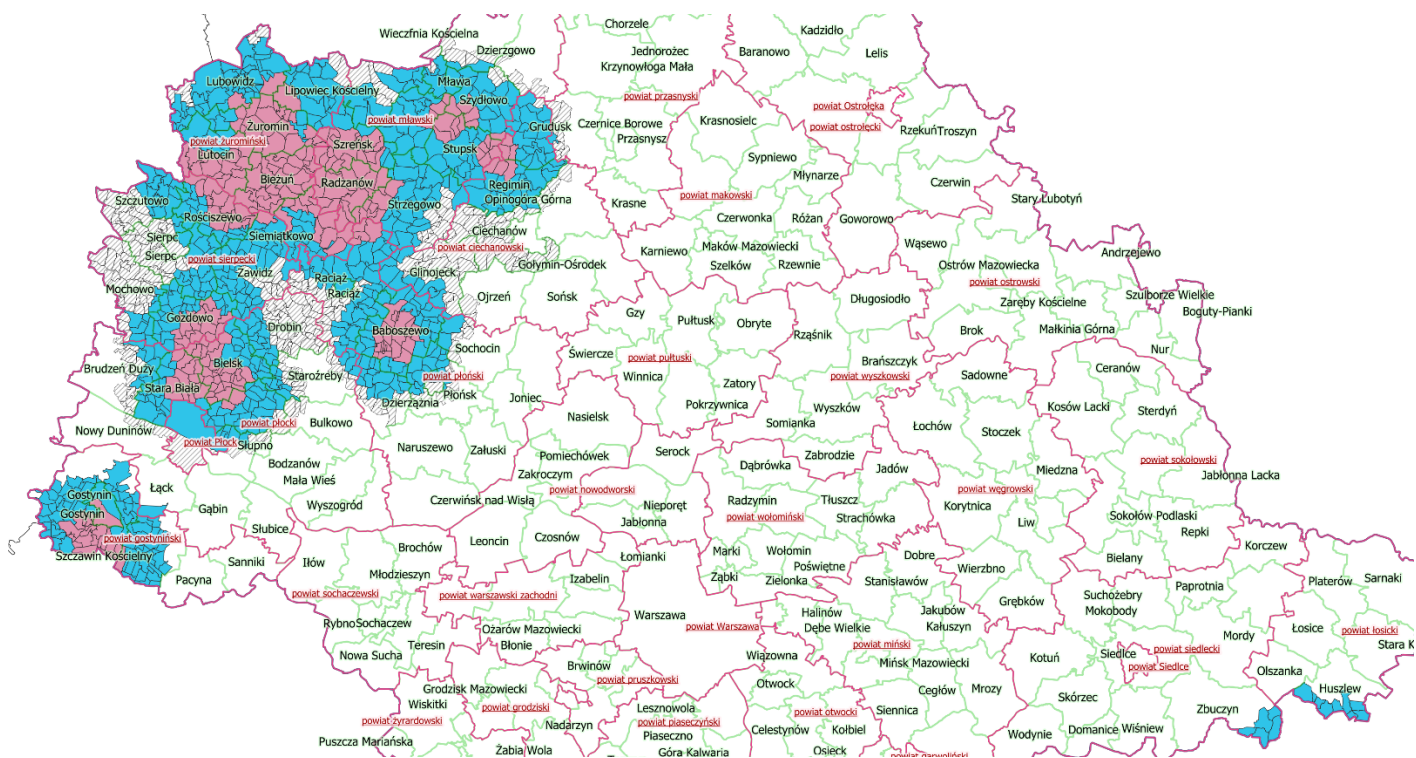 Chorzele
Wieczfnia Kościelna
Kadzidło
Dzierzgowo
Jednorożec
Baranowo
Lelis
Krzynowłoga Mała
Lubowidz
Lipowiec Kościelny
Mława
Szydłowo
powiat przasnyski
powiat Ostrołęka
powiat mławski
Krasnosielc
Żuromin
Grudusk
Czernice Borowe
powiat ostrołęcki
Rzekuń
Troszyn
powiat żuromiński
Szreńsk
Stupsk
Przasnysz
Lutocin
Sypniewo
Bieżuń
Radzanów
Młynarze
Regimin
Czerwin
Szczutowo
Opinogóra Górna
powiat makowski
Stary Lubotyń
Strzegowo
Krasne
Rościszewo
Czerwonka
Różan
Goworowo
Sierpc
Siemiątkowo
Ciechanów
Wąsewo
powiat ciechanowski
Maków Mazowiecki
Andrzejewo
Sierpc
powiat sierpecki
Karniewo
Szelków
Rzewnie
Ostrów Mazowiecka
Zawidz
Raciąż
Glinojeck
Gołymin-Ośrodek
powiat ostrowski
Mochowo
Raciąż
Ojrzeń
Sońsk
Długosiodło
Zaręby Kościelne
Szulborze Wielkie
Boguty-Pianki
Gozdowo
Drobin
Baboszewo
Gzy
Pułtusk
Obryte
Rząśnik
Brok
Małkinia Górna
Sochocin
Świercze
powiat pułtuski
Nur
Brudzeń Duży
Bielsk
Staroźreby
powiat płoński
Winnica
Brańszczyk
powiat wyszkowski
Sadowne
Ceranów
Stara Biała
Płońsk
Zatory
Dzierzążnia
Joniec
Pokrzywnica
Wyszków
Kosów Lacki
Sterdyń
Nowy Duninów
powiat płocki
Bulkowo
Nasielsk
Somianka
Łochów
Stoczek
powiat Płock
Słupno
Naruszewo
Załuski
Pomiechówek
Serock
Zabrodzie
powiat sokołowski
Bodzanów
Dąbrówka
Jadów
Miedzna
Jabłonna Lacka
Mała Wieś
Zakroczym
powiat nowodworski
powiat węgrowski
Gostynin
Łąck
Wyszogród
Czerwińsk nad Wisłą
Nieporęt
Radzymin
Tłuszcz
Korytnica
Gostynin
Gąbin
powiat wołomiński
Strachówka
Sokołów Podlaski
Słubice
Jabłonna
Liw
Repki
powiat gostyniński
Leoncin
Czosnów
Korczew
Szczawin Kościelny
Sanniki
Iłów
Brochów
Łomianki
Marki
Wołomin
Dobre
Bielany
Pacyna
Młodzieszyn
Izabelin
Ząbki
Poświętne
Wierzbno
Zielonka
Stanisławów
Paprotnia
Platerów
Sarnaki
powiat sochaczewski
powiat warszawski zachodni
Suchożebry
Grębków
Mokobody
Warszawa
Halinów
Jakubów
Rybno
Sochaczew
powiat Warszawa
Dębe Wielkie
Kałuszyn
Łosice
powiat łosicki
Ożarów Mazowiecki
Mordy
Teresin
Błonie
powiat miński
Stara K
Nowa Sucha
Wiązowna
Kotuń
Siedlce
powiat siedlecki
Brwinów
Mińsk Mazowiecki
powiat Siedlce
powiat pruszkowski
Otwock
Cegłów
Mrozy
Olszanka
Grodzisk Mazowiecki
Huszlew
Wiskitki
powiat grodziski
Lesznowola
Skórzec
powiat żyrardowski
powiat piaseczyński
powiat otwocki
Siennica
Zbuczyn
Nadarzyn
Piaseczno
Celestynów
Kołbiel
Wodynie
Domanice
Wiśniew
Puszcza Mariańska
Żabia Wola
Góra Kalwaria
Osieck
powiat garwoliński